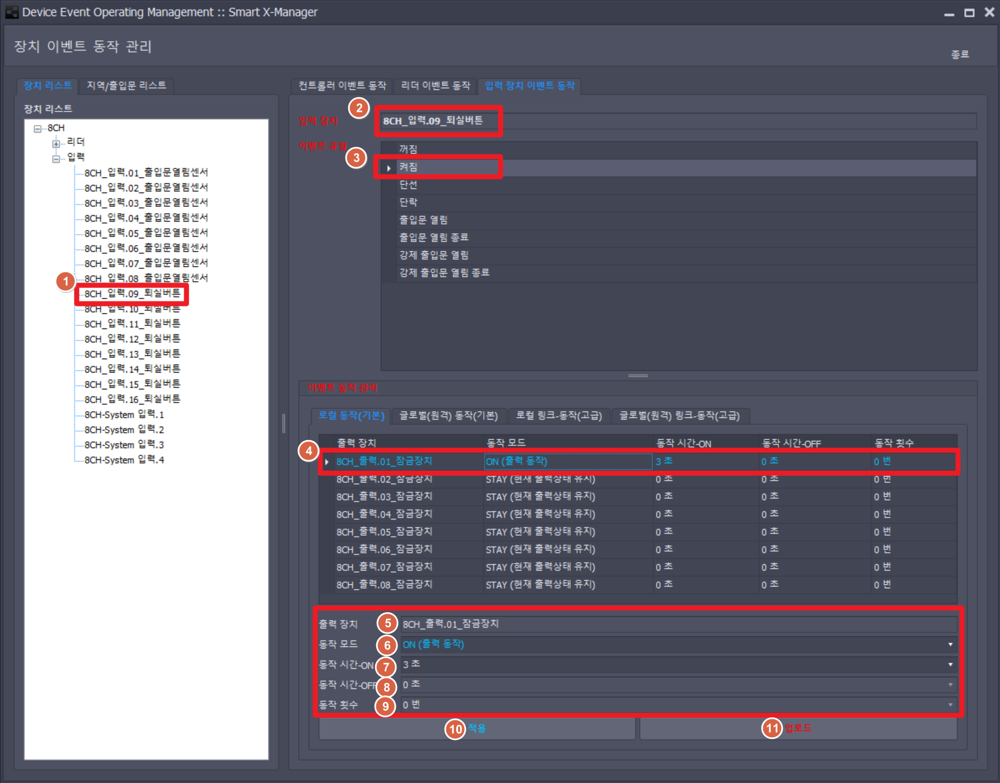 Device Event Operating Management :: Smart X-Manager
장치 이벤트 동작 관리
종료
장치 리스트
지역/출입문 리스트
장치 리스트
8CH
리더
입력
8CH_입력.01_출입문열림센서
8CH_입력.02_출입문열림센서
8CH_입력.03_출입문열림센서
8CH_입력.04_출입문열림센서
8CH_입력.05_출입문열림센서
8CH_입력.06_출입문열림센서
8CH_입력.07_출입문열림센서
8CH_입력.08_출입문열림센서
1
8CH_입력.09_퇴실버튼
8CH_입력.10_퇴실버튼
8CH_입력.11_퇴실버튼
8CH_입력.12_퇴실버튼
8CH_입력.13_퇴실버튼
8CH_입력.14_퇴실버튼
8CH_입력.15_퇴실버튼
8CH_입력.16_퇴실버튼
8CH-System 입력.1
8CH-System 입력.2
8CH-System 입력.3
8CH-System 입력.4
컨트롤러 이벤트 동작
리더 이벤트 동작
입력 장치 이벤트 동작
입력 장치 2 8CH_입력.09_퇴실버튼
이벤트 유형
꺼짐
3 켜짐
단선
단락
출입문 열림
출입문 열림 종료
강제 출입문 열림
강제 출입문 열림 종료
이벤트 동작 관리
로컬 동작(기본)
글로벌(원격) 동작(기본)
로컬 링크-동작(고급)
글로벌(원격) 링크-동작(고급)
출력 장치 동작 모드 동작 시간-ON 동작 시간-OFF 동작 횟수
4 8CH_출력.01_잠금장치 ON (출력 동작) 3 초 0 초 0 번
8CH_출력.02_잠금장치 STAY (현재 출력상태 유지) 0 초 0 초 0 번
8CH_출력.03_잠금장치 STAY (현재 출력상태 유지) 0 초 0 초 0 번
8CH_출력.04_잠금장치 STAY (현재 출력상태 유지) 0 초 0 초 0 번
8CH_출력.05_잠금장치 STAY (현재 출력상태 유지) 0 초 0 초 0 번
8CH_출력.06_잠금장치 STAY (현재 출력상태 유지) 0 초 0 초 0 번
8CH_출력.07_잠금장치 STAY (현재 출력상태 유지) 0 초 0 초 0 번
8CH_출력.08_잠금장치 STAY (현재 출력상태 유지) 0 초 0 초 0 번
출력 장치 5 8CH_출력.01_잠금장치
동작 모드 6 ON (출력 동작)
동작 시간-ON 7 3 초
동작 시간-OFF 8 0 초
동작 횟수 9 0 번
10 적용
11 업로드